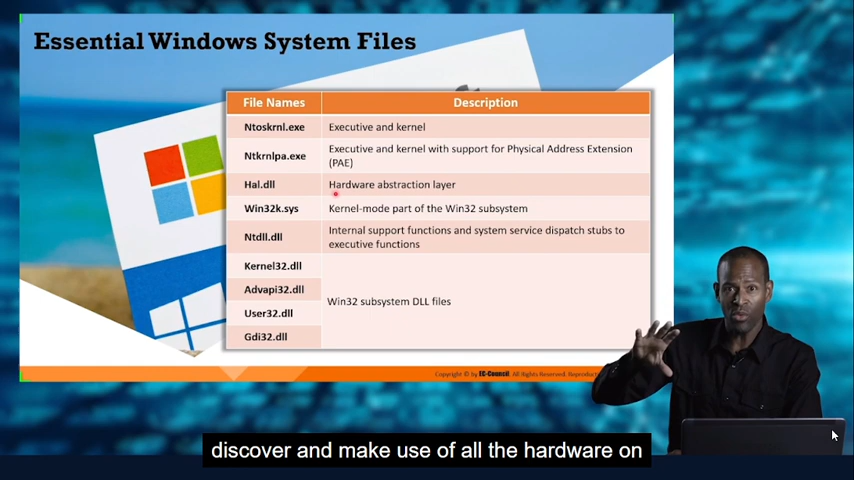 Essential Windows System Files
File Names Description
Ntoskrnl.exe Executive and kernel
Ntkrnlpa.exe Executive and kernel with support for Physical Address Extension
(PAE)
Hal.dll Hardware abstraction layer
Win32k.sys Kernel-mode part of the Win32 subsystem
Ntdll.dll Internal support functions and system service dispatch stubs to
executive functions
Kernel32.dll
Advapi32.dll
User32.dll
Gdi32.dll
Win32 subsystem DLL files
Copyright © by EC-Council. All Rights Reserved.
discover and make use of all the hardware on